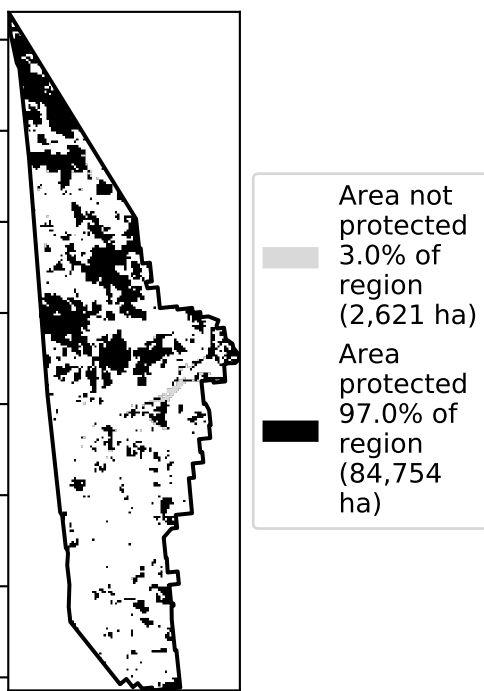 Area not
protected
3.0% of
region
(2,621 ha)
Area
protected
97.0% of
region
(84,754
ha)